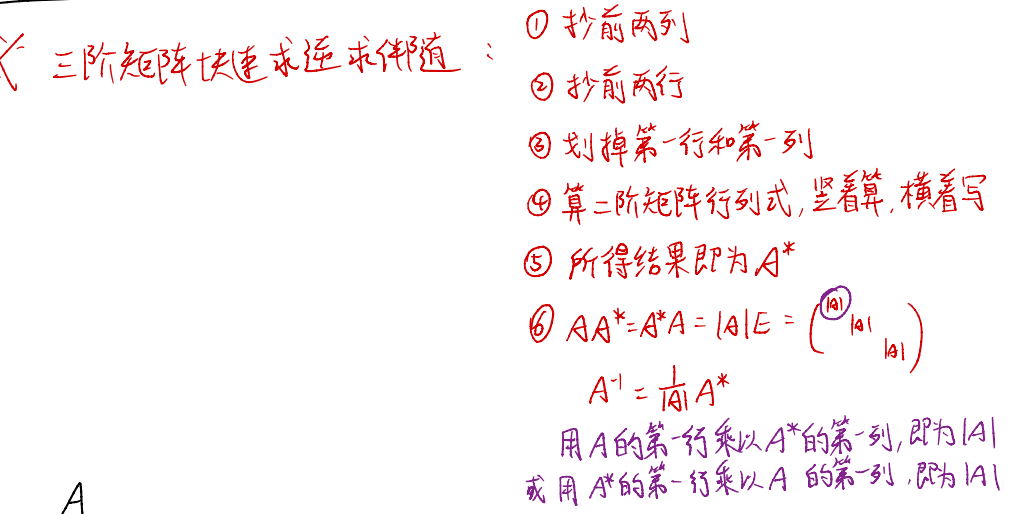 三阶矩阵快速求逆求伴随：
① 抄前两列
② 抄前两行
③ 划掉第一行和第一列
④ 算二阶矩阵行列式,竖着算,横着写
⑤ 所得结果即为A*
⑥ AA*=A*A=|A|E=(|A| |A| |A|)
A⁻¹=1/|A| A*
用A的第一行乘以A*的第一列,即为|A|
或用A*的第一行乘以A的第一列,即为|A|
A